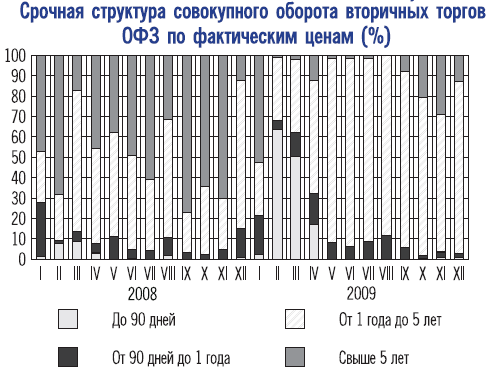 Срочная структура совокупного оборота вторичных торгов
ОФЗ по фактическим ценам (%)
100
90
80
70
60
50
40
30
20
10
0
I II III IV V VI VII VIII IX X XI XII I II III IV V VI VII VIII IX X XI XII
2008 2009
До 90 дней От 1 года до 5 лет
От 90 дней до 1 года Свыше 5 лет